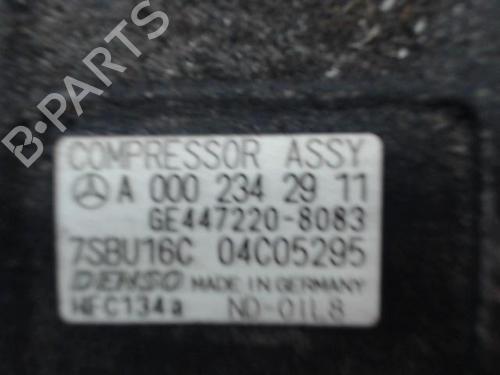 B-PARTS
COMPRESSOR ASSY
A 000 234 29 11
GE447220-8083
7SBU16C 04C05295
DENSO MADE IN GERMANY
HFC134a ND-OIL8